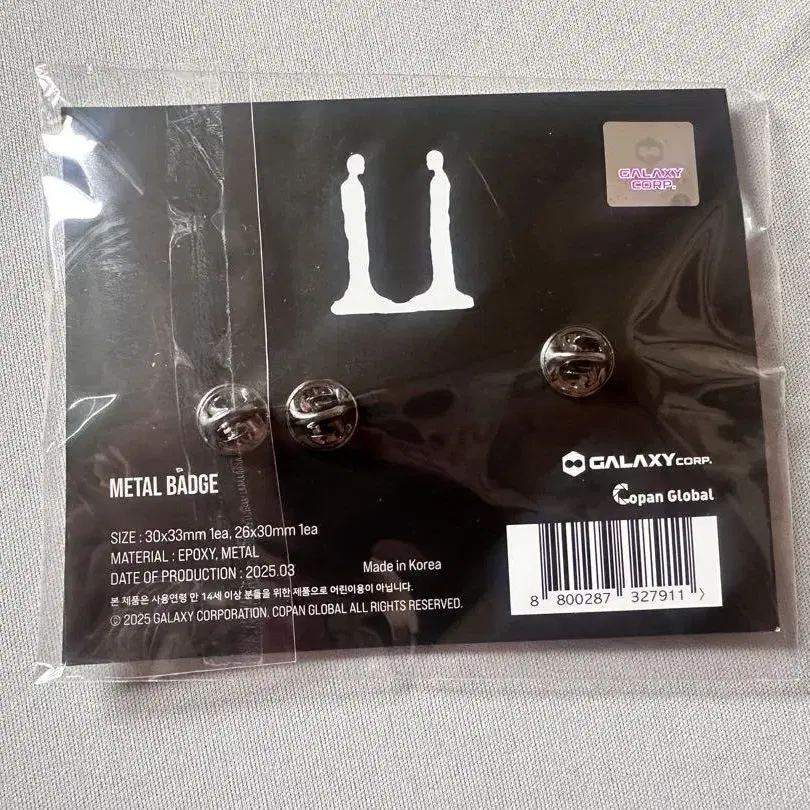 GALAXY
CORP.
GALAXY CORP.
Copan Global
METAL BADGE
SIZE : 30x33mm 1ea, 26x30mm 1ea
MATERIAL : EPOXY, METAL
DATE OF PRODUCTION : 2025.03
Made in Korea
본 제품은 사용연령 만 14세 이상 분들을 위한 제품으로 어린이용이 아닙니다.
© 2025 GALAXY CORPORATION. COPAN GLOBAL ALL RIGHTS RESERVED.
8 800287 327911 >